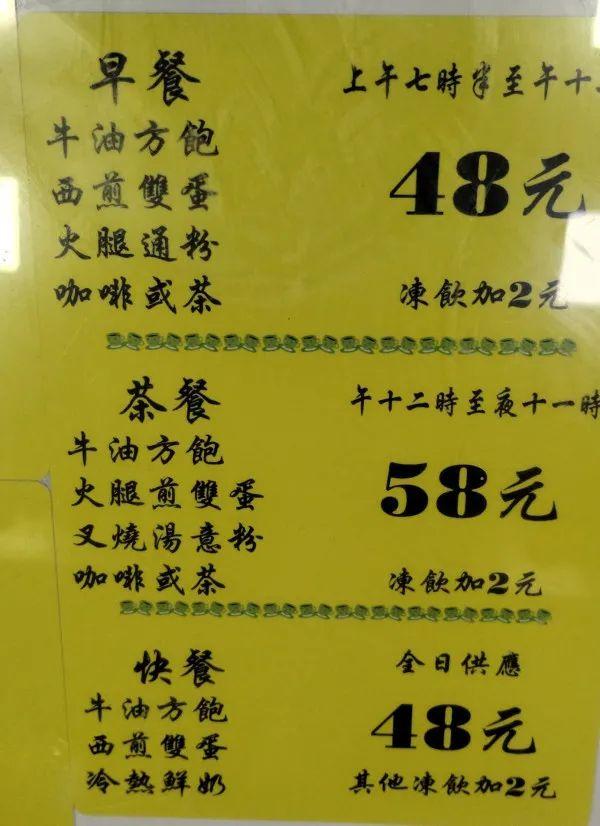 早餐
上午七時半至午十
牛油方飽
西煎雙蛋
火腿通粉
咖啡或茶
48元
凍飲加2元
茶餐
午十二時至夜十一時
牛油方飽
火腿煎雙蛋
叉燒湯意粉
咖啡或茶
58元
凍飲加2元
快餐
全日供應
牛油方飽
西煎雙蛋
冷熱鮮奶
48元
其他凍飲加2元